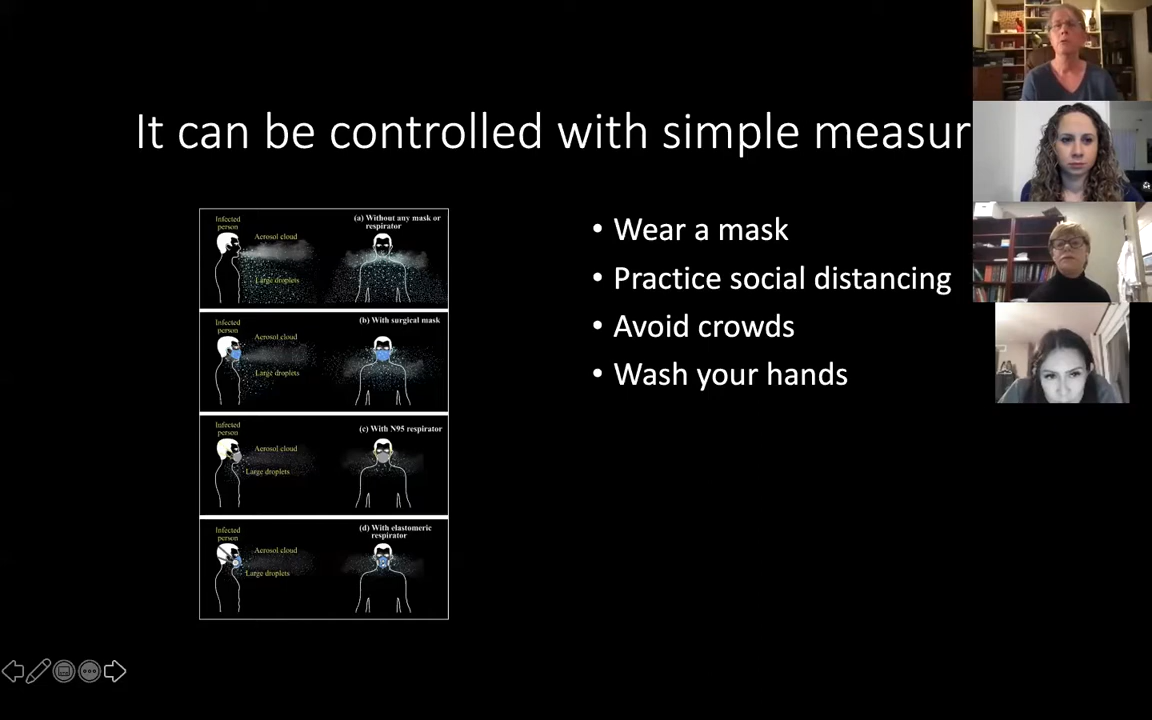 It can be controlled with simple measur
Infected
person
Aerosol cloud
Large droplets
(a) Without any mask or
respirator
Infected
person
Aerosol cloud
Large droplets
(b) With surgical mask
Infected
person
Aerosol cloud
Large droplets
(c) With N95 respirator
Infected
person
Aerosol cloud
Large droplets
(d) With elastomeric
respirator
• Wear a mask
• Practice social distancing
• Avoid crowds
• Wash your hands